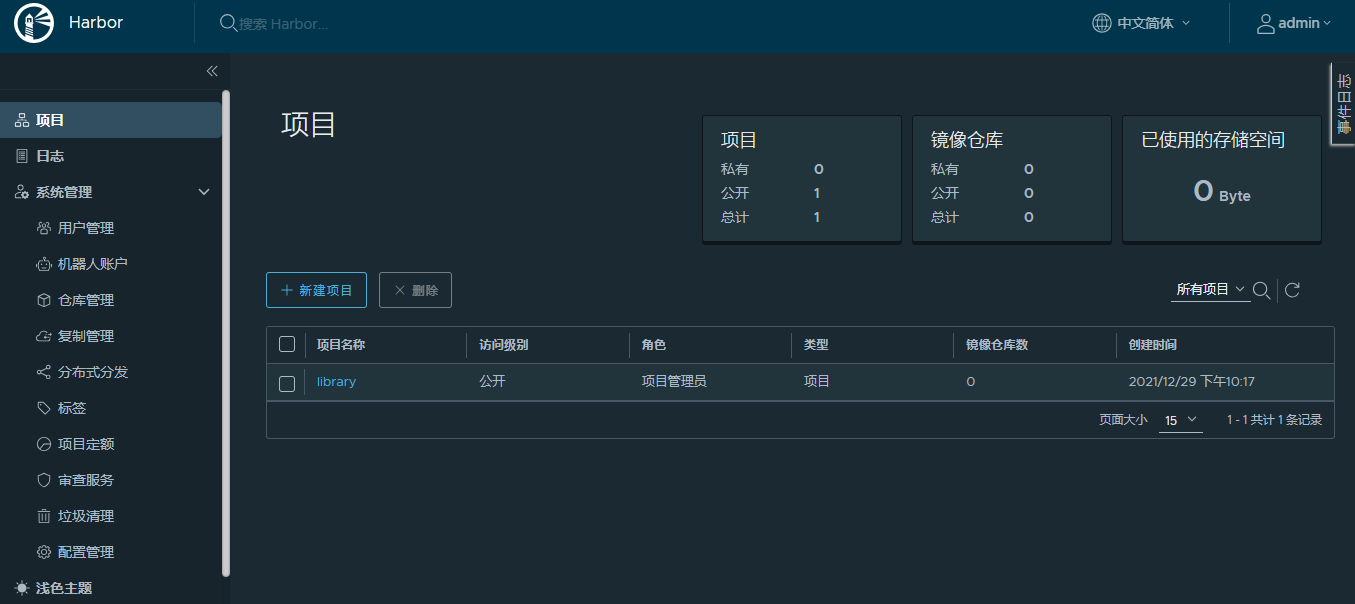 Harbor
搜索 Harbor...
中文简体
admin
事件日志
项目
日志
系统管理
用户管理
机器人账户
仓库管理
复制管理
分布式分发
标签
项目定额
审查服务
垃圾清理
配置管理
浅色主题
项目
项目
私有 0
公开 1
总计 1
镜像仓库
私有 0
公开 0
总计 0
已使用的存储空间
0 Byte
新建项目
删除
所有项目
项目名称 访问级别 角色 类型 镜像仓库数 创建时间
library 公开 项目管理员 项目 0 2021/12/29 下午10:17
页面大小 15 1 - 1 共计 1 条记录